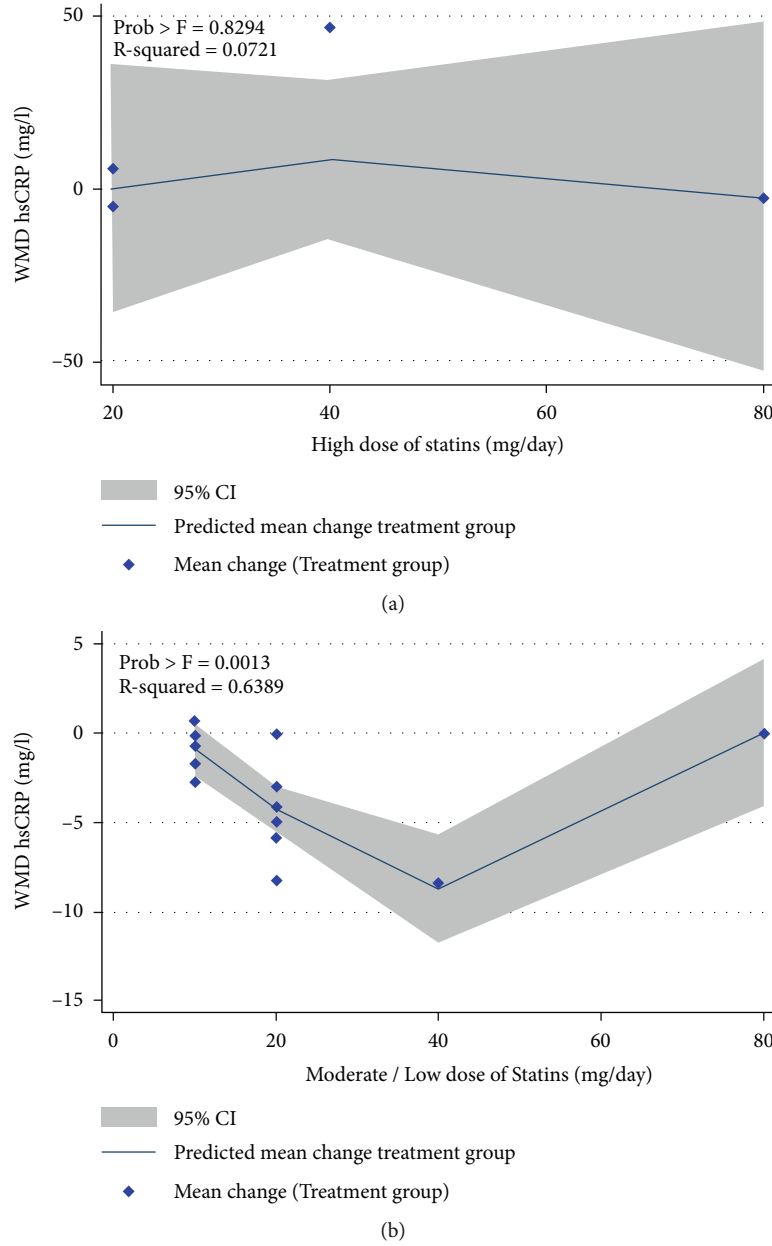 50
Prob > F = 0.8294
R-squared = 0.0721
WMD hsCRP (mg/l)
0
–50
20
40
60
80
High dose of statins (mg/day)
95% CI
Predicted mean change treatment group
Mean change (Treatment group)
(a)
5
Prob > F = 0.0013
R-squared = 0.6389
0
WMD hsCRP (mg/l)
–5
–10
–15
0
20
40
60
80
Moderate / Low dose of Statins (mg/day)
95% CI
Predicted mean change treatment group
Mean change (Treatment group)
(b)